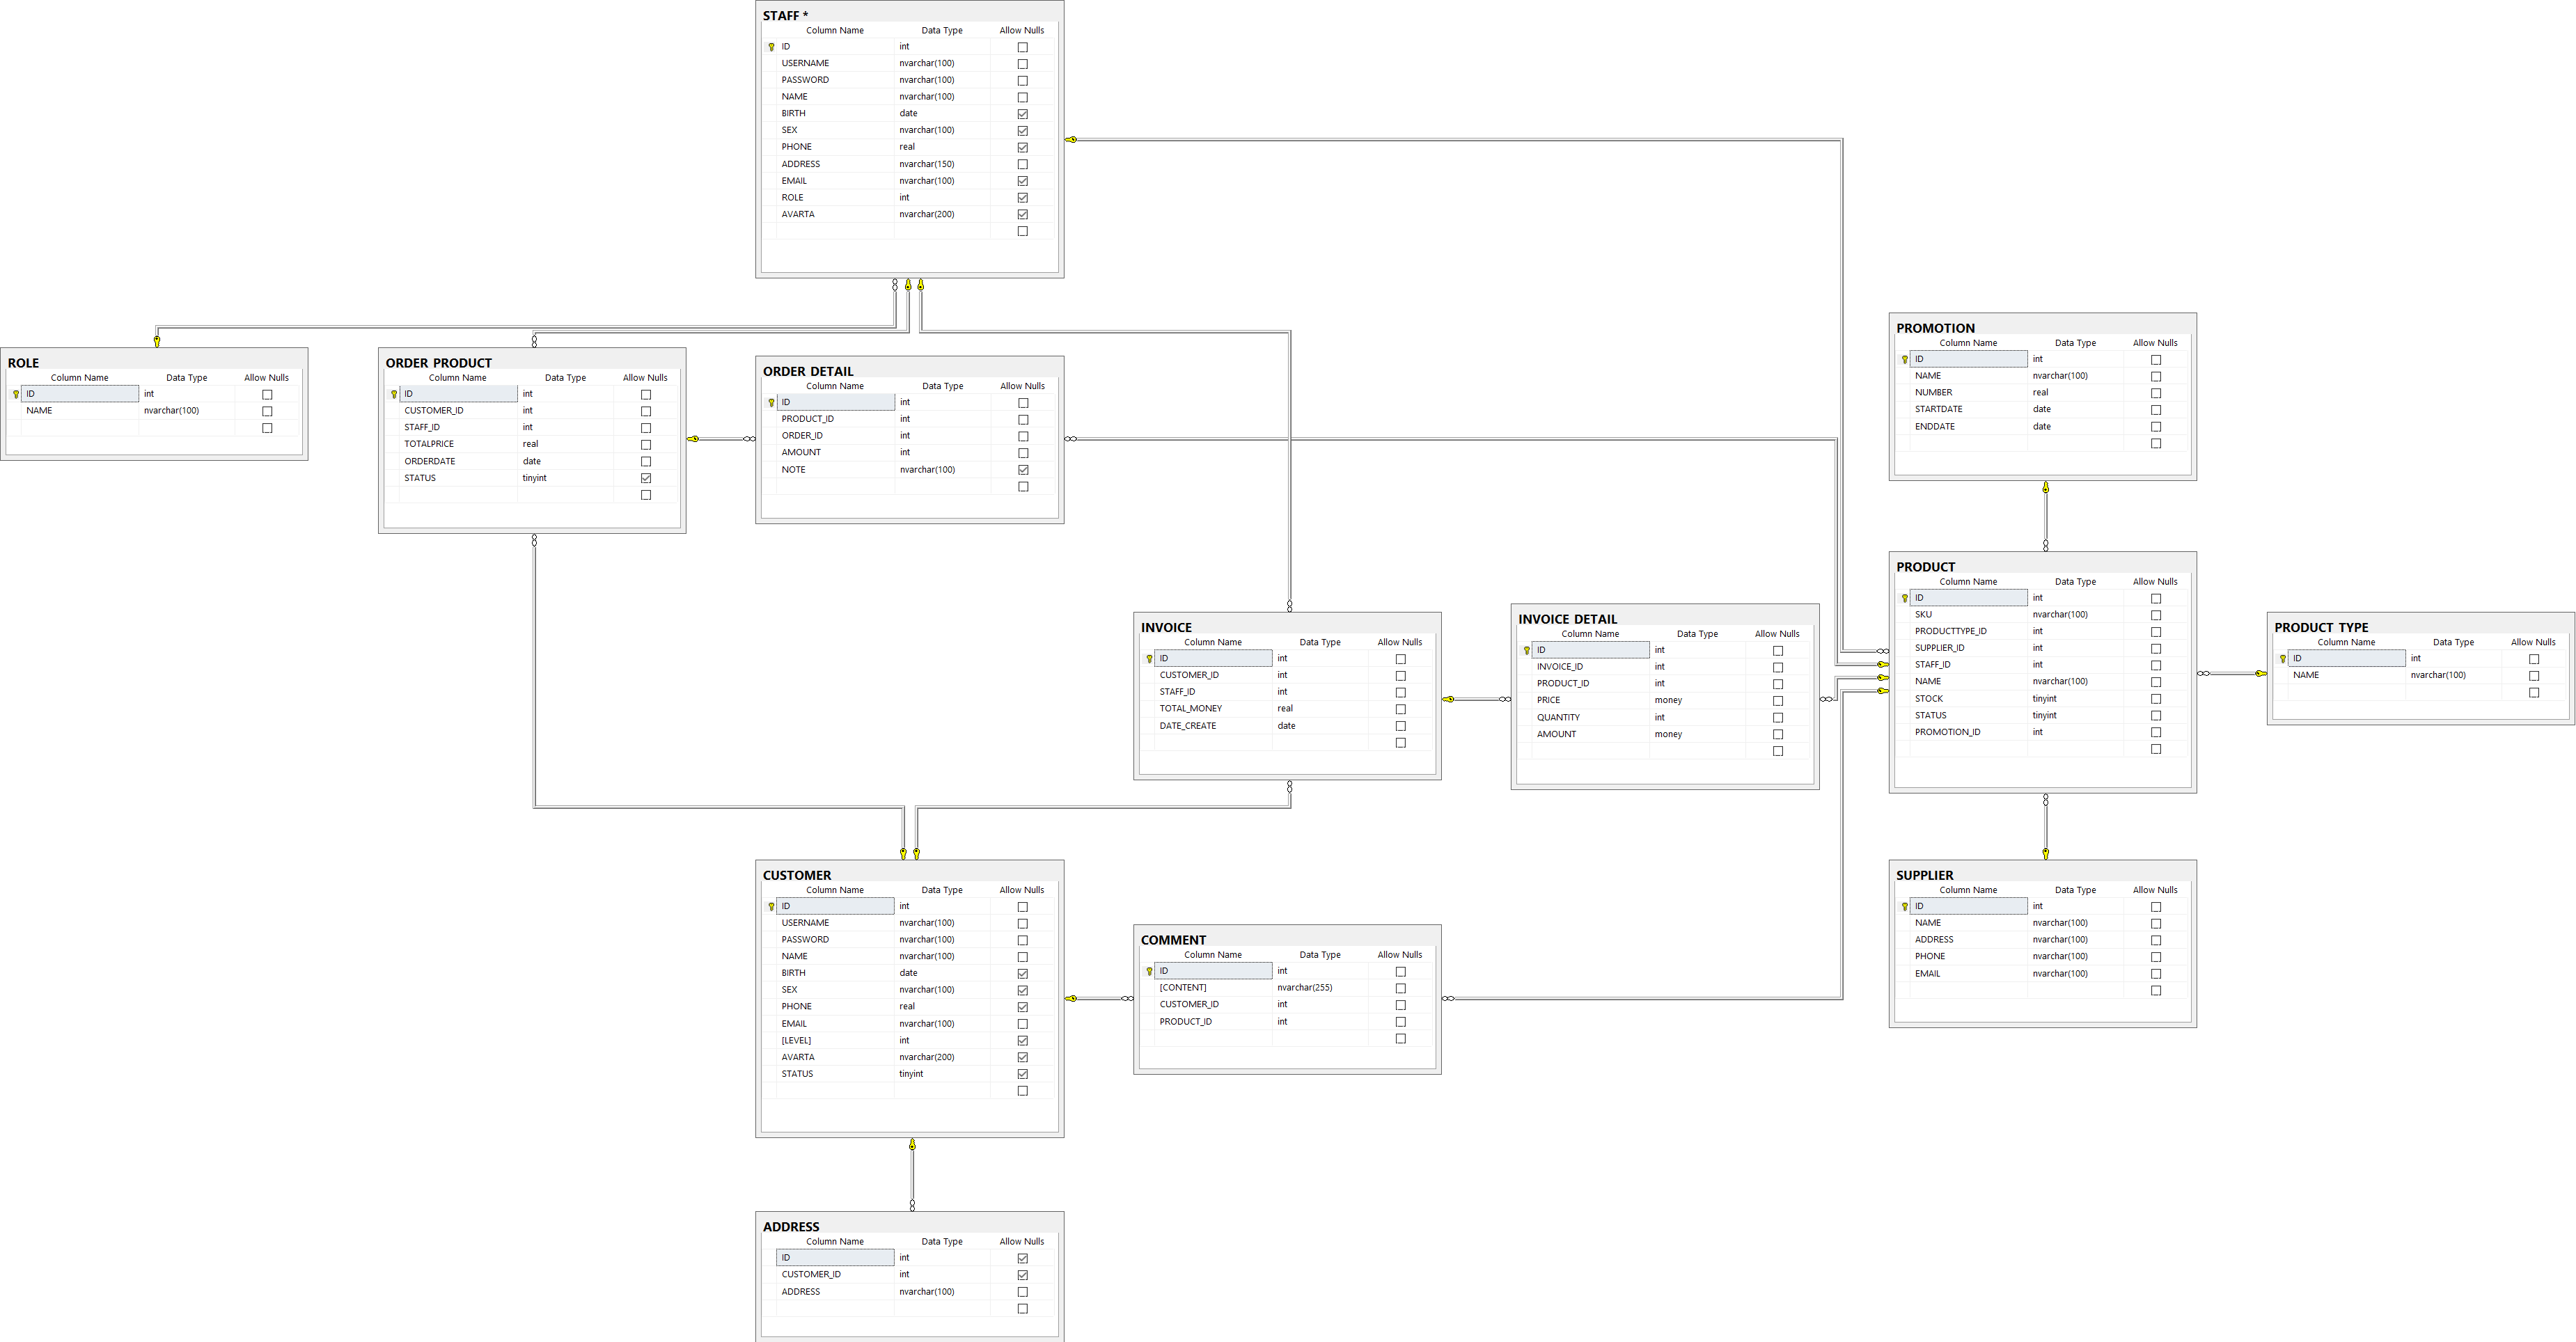 STAFF *
Column Name Data Type Allow Nulls
ID int
USERNAME nvarchar(100)
PASSWORD nvarchar(100)
NAME nvarchar(100)
BIRTH date
SEX nvarchar(100)
PHONE real
ADDRESS nvarchar(150)
EMAIL nvarchar(100)
ROLE int
AVARTA nvarchar(200)
ROLE
Column Name Data Type Allow Nulls
ID int
NAME nvarchar(100)
ORDER PRODUCT
Column Name Data Type Allow Nulls
ID int
CUSTOMER_ID int
STAFF_ID int
TOTALPRICE real
ORDERDATE date
STATUS tinyint
ORDER DETAIL
Column Name Data Type Allow Nulls
ID int
PRODUCT_ID int
ORDER_ID int
AMOUNT int
NOTE nvarchar(100)
PROMOTION
Column Name Data Type Allow Nulls
ID int
NAME nvarchar(100)
NUMBER real
STARTDATE date
ENDDATE date
INVOICE
Column Name Data Type Allow Nulls
ID int
CUSTOMER_ID int
STAFF_ID int
TOTAL_MONEY real
DATE_CREATE date
INVOICE DETAIL
Column Name Data Type Allow Nulls
ID int
INVOICE_ID int
PRODUCT_ID int
PRICE money
QUANTITY int
AMOUNT money
PRODUCT
Column Name Data Type Allow Nulls
ID int
SKU nvarchar(100)
PRODUCTTYPE_ID int
SUPPLIER_ID int
STAFF_ID int
NAME nvarchar(100)
STOCK tinyint
STATUS tinyint
PROMOTION_ID int
PRODUCT TYPE
Column Name Data Type Allow Nulls
ID int
NAME nvarchar(100)
CUSTOMER
Column Name Data Type Allow Nulls
ID int
USERNAME nvarchar(100)
PASSWORD nvarchar(100)
NAME nvarchar(100)
BIRTH date
SEX nvarchar(100)
PHONE real
EMAIL nvarchar(100)
[LEVEL] int
AVARTA nvarchar(200)
STATUS tinyint
COMMENT
Column Name Data Type Allow Nulls
ID int
[CONTENT] nvarchar(255)
CUSTOMER_ID int
PRODUCT_ID int
SUPPLIER
Column Name Data Type Allow Nulls
ID int
NAME nvarchar(100)
ADDRESS nvarchar(100)
PHONE nvarchar(100)
EMAIL nvarchar(100)
ADDRESS
Column Name Data Type Allow Nulls
ID int
CUSTOMER_ID int
ADDRESS nvarchar(100)